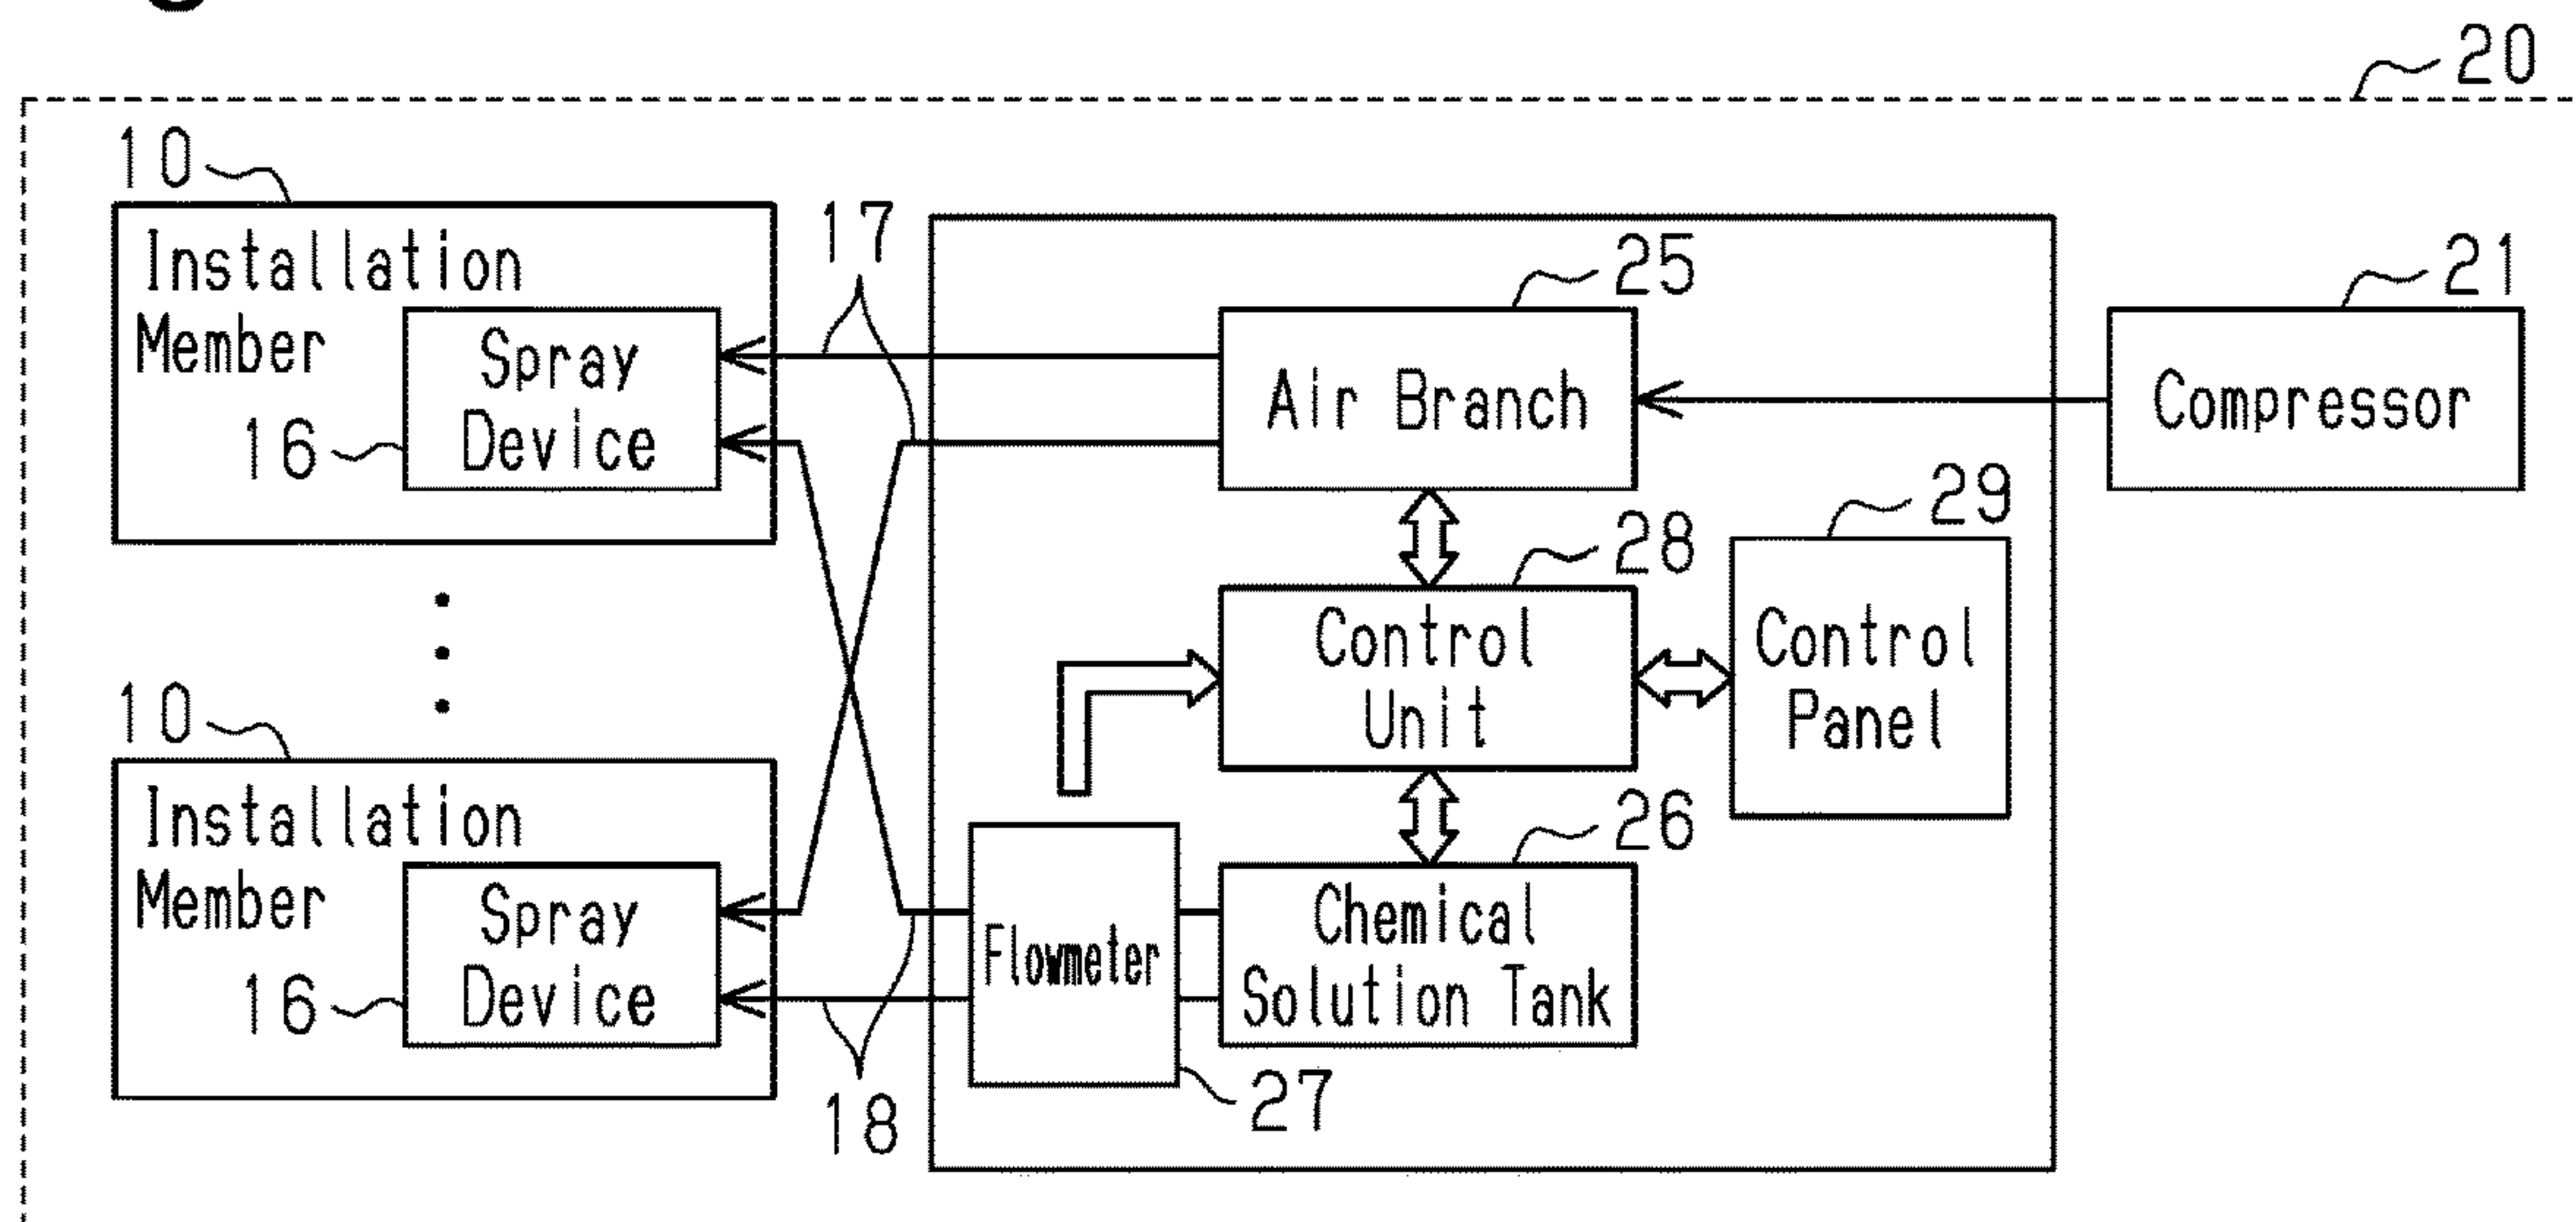 20
10
Installation
Member
Spray
Device
16
17
25
Air Branch
21
Compressor
28
Control
Unit
29
Control
Panel
10
Installation
Member
Spray
Device
16
18
Flowmeter
27
26
Chemical
Solution Tank